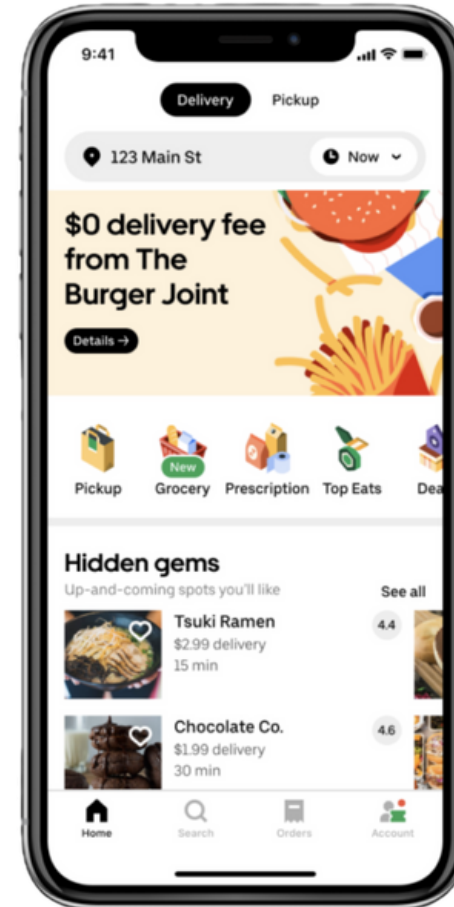 9:41
Delivery Pickup
123 Main St Now
$0 delivery fee
from The
Burger Joint
Details →
New
Pickup Grocery Prescription Top Eats Dea
Hidden gems
Up-and-coming spots you'll like See all
Tsuki Ramen 4.4
$2.99 delivery
15 min
Chocolate Co. 4.6
$1.99 delivery
30 min
Home Search Orders Account